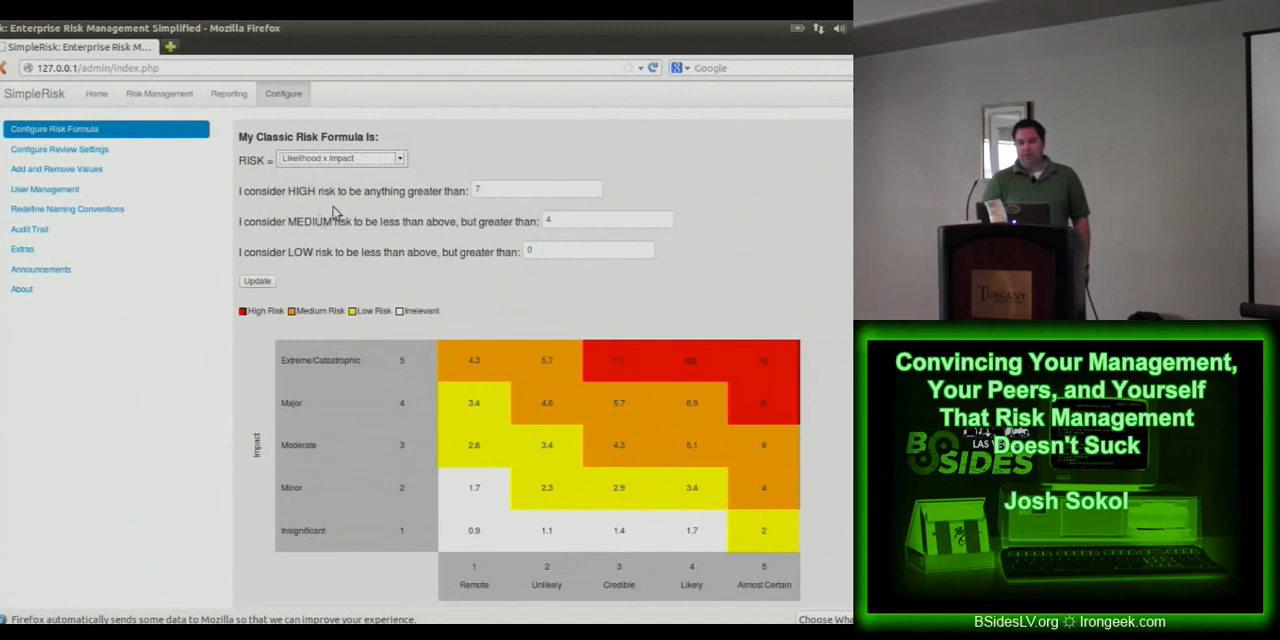 k: Enterprise Risk Management Simplified - Mozilla Firefox
SimpleRisk: Enterprise Risk M...
127.0.0.1/admin/index.php
Google
SimpleRisk
Home
Risk Management
Reporting
Configure
Configure Risk Formula
Configure Review Settings
Add and Remove Values
User Management
Redefine Naming Conventions
Audit Trail
Extras
Announcements
About
My Classic Risk Formula Is:
RISK = Likelihood x Impact
I consider HIGH risk to be anything greater than: 7
I consider MEDIUM risk to be less than above, but greater than: 4
I consider LOW risk to be less than above, but greater than: 0
Update
High Risk Medium Risk Low Risk Irrelevant
Impact
Extreme/Catastrophic 5 4.3 5.7
Major 4 3.4 4.6 5.7 6.9
Moderate 3 2.6 3.4 4.3 5.1 6
Minor 2 1.7 2.3 2.9 3.4 4
Insignificant 1 0.9 1.1 1.4 1.7 2
1 2 3 4 5
Remote Unlikely Credible Likely Almost Certain
Firefox automatically sends some data to Mozilla so that we can improve your experience.
Choose Wha
TUSCANY
Convincing Your Management,
Your Peers, and Yourself
That Risk Management
Doesn't Suck
LAS
BSIDES
Josh Sokol
BSidesLV.org ☼ Irongeek.com